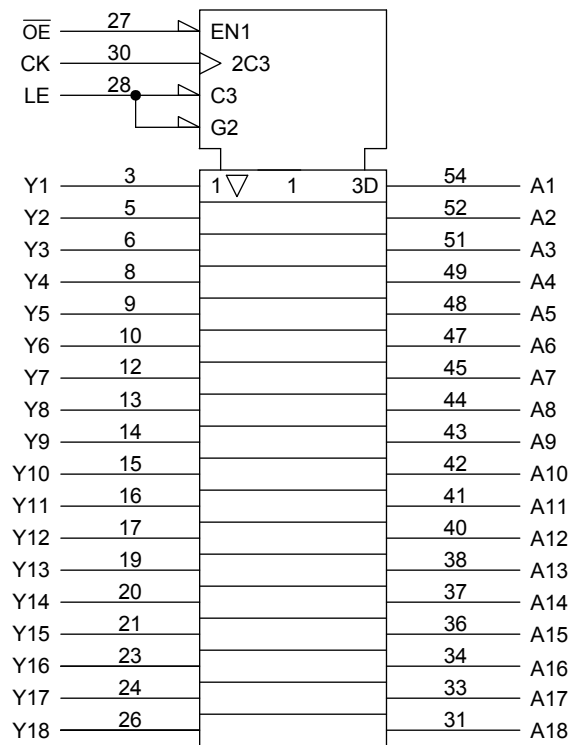 OE 27 EN1
CK 30 2C3
LE 28 C3
G2
Y1 3 1 1 3D 54 A1
Y2 5 52 A2
Y3 6 51 A3
Y4 8 49 A4
Y5 9 48 A5
Y6 10 47 A6
Y7 12 45 A7
Y8 13 44 A8
Y9 14 43 A9
Y10 15 42 A10
Y11 16 41 A11
Y12 17 40 A12
Y13 19 38 A13
Y14 20 37 A14
Y15 21 36 A15
Y16 23 34 A16
Y17 24 33 A17
Y18 26 31 A18